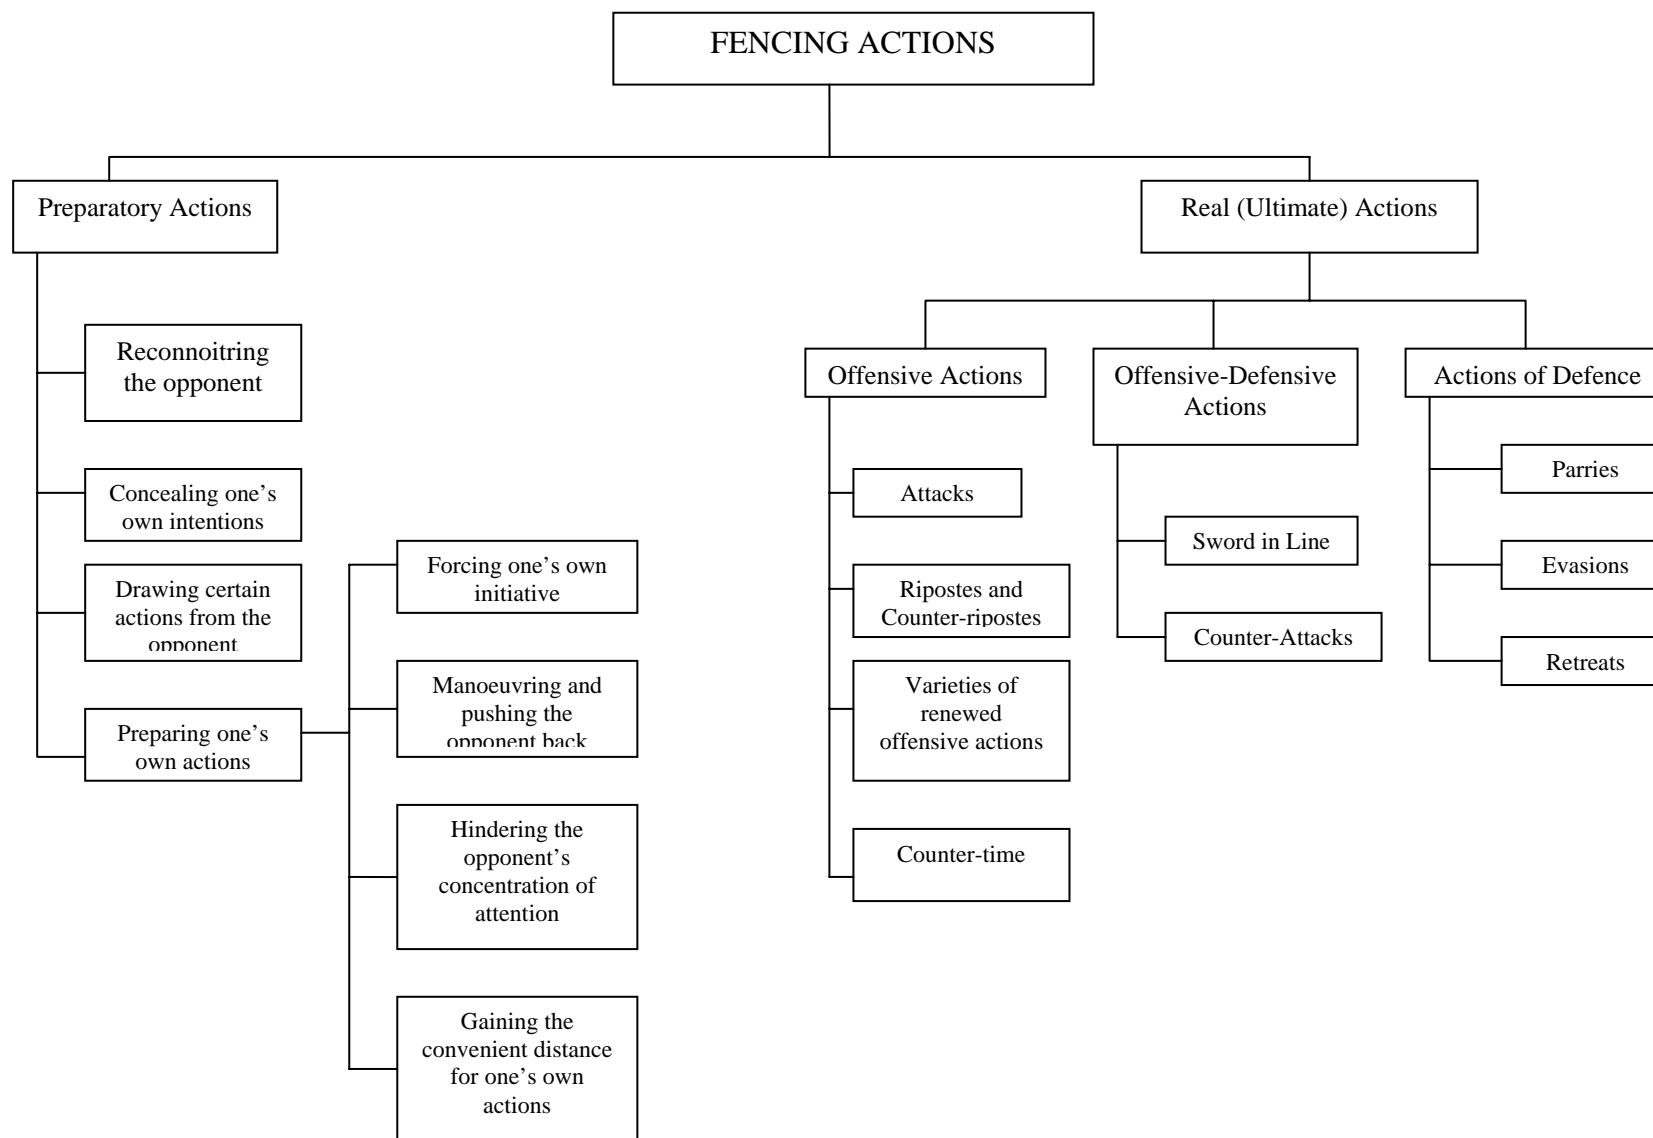 FENCING ACTIONS
Preparatory Actions
Real (Ultimate) Actions
Reconnoitring
the opponent
Concealing one’s
own intentions
Drawing certain
actions from the
opponent
Preparing one’s
own actions
Forcing one’s own
initiative
Manoeuvring and
pushing the
opponent back
Hindering the
opponent’s
concentration of
attention
Gaining the
convenient distance
for one’s own
actions
Offensive Actions
Attacks
Ripostes and
Counter-ripostes
Varieties of
renewed
offensive actions
Counter-time
Offensive-Defensive
Actions
Sword in Line
Counter-Attacks
Actions of Defence
Parries
Evasions
Retreats